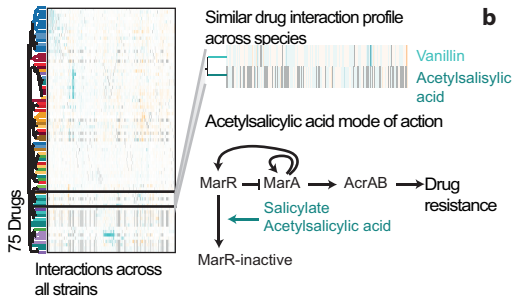 b
Similar drug interaction profile
across species
Vanillin
Acetylsalisylic
acid
Acetylsalicylic acid mode of action
MarR
MarA
AcrAB
Drug
resistance
Salicylate
Acetylsalicylic acid
MarR-inactive
75 Drugs
Interactions across
all strains